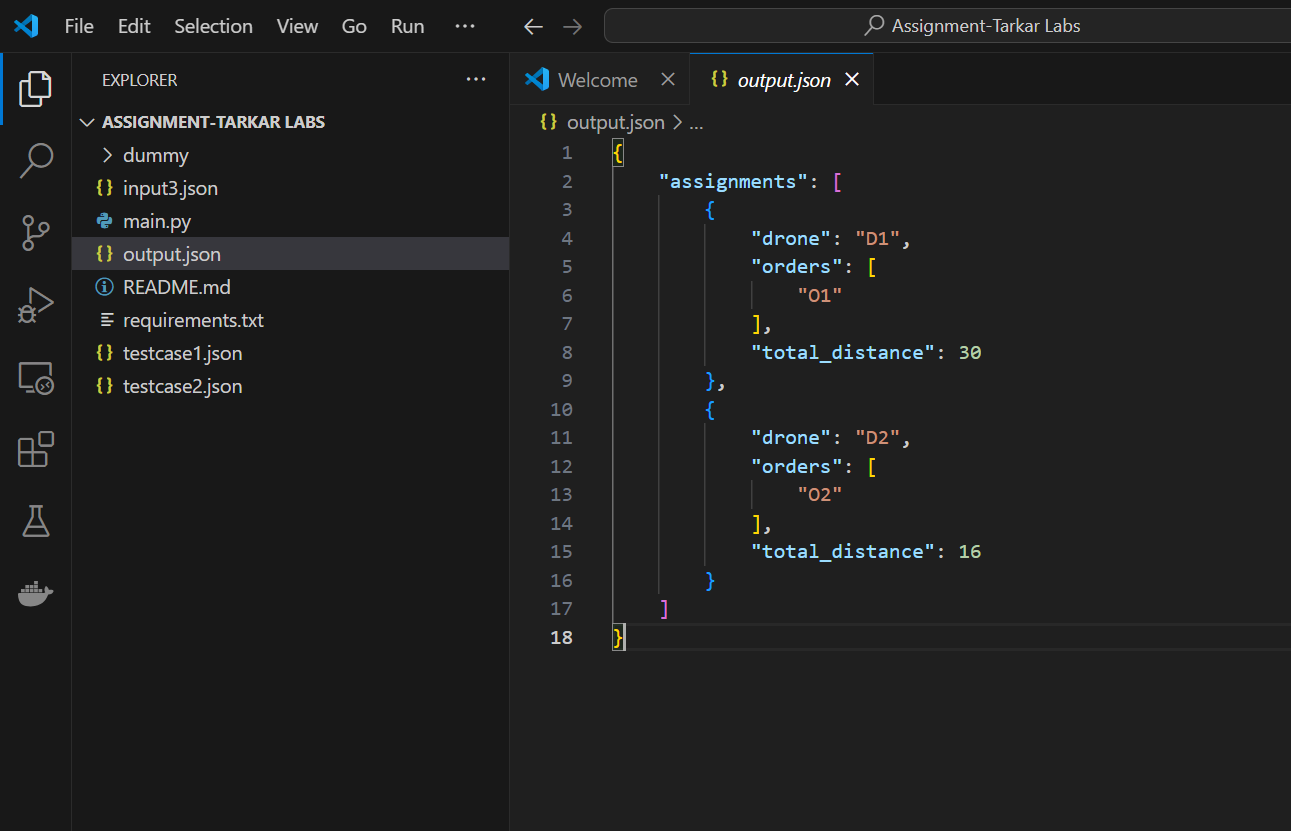 File Edit Selection View Go Run ··· ← → Assignment-Tarkar Labs
EXPLORER ···
ASSIGNMENT-TARKAR LABS
dummy
{} input3.json
main.py
{} output.json
README.md
requirements.txt
{} testcase1.json
{} testcase2.json
Welcome × {} output.json ×
{} output.json > ...
1 {
2     "assignments": [
3         {
4             "drone": "D1",
5             "orders": [
6                 "O1"
7             ],
8             "total_distance": 30
9         },
10         {
11             "drone": "D2",
12             "orders": [
13                 "O2"
14             ],
15             "total_distance": 16
16         }
17     ]
18 }